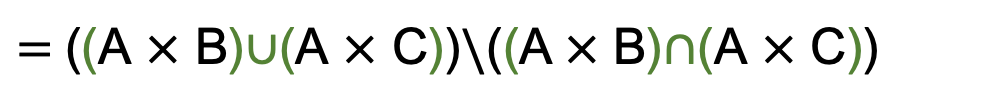 = ((A × B)∪(A × C))\((A × B)∩(A × C))